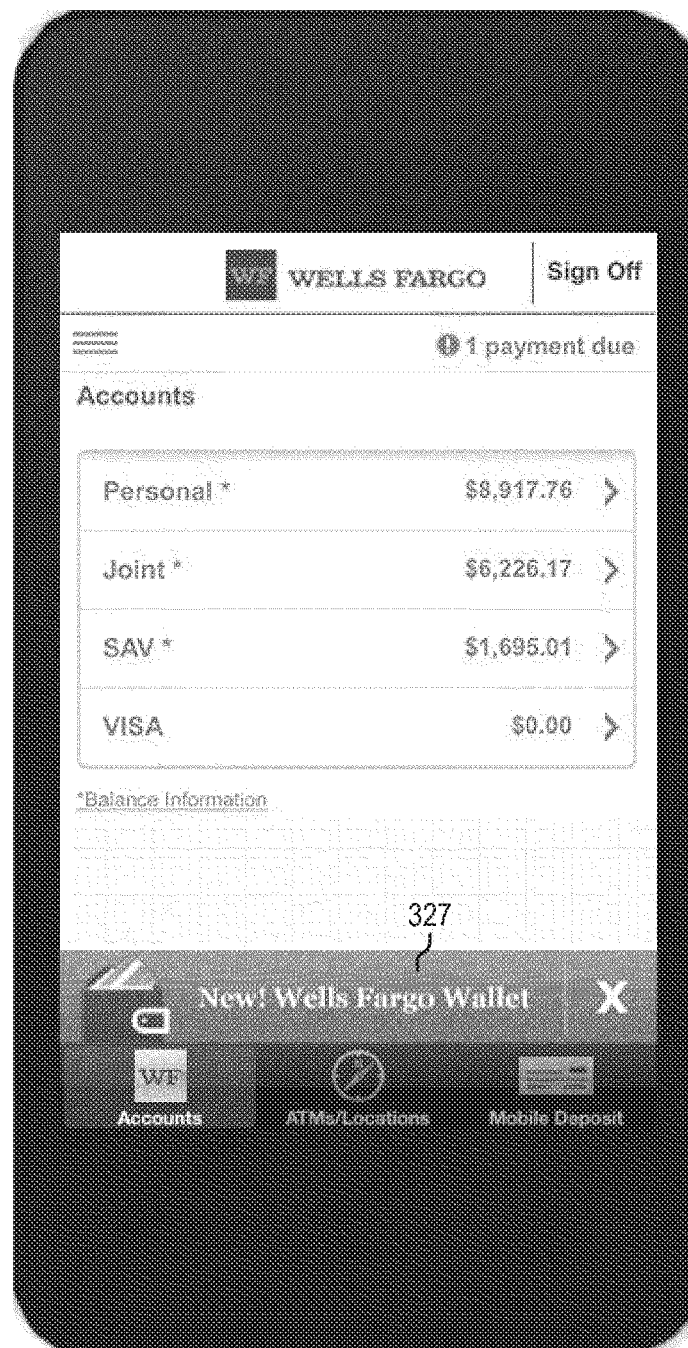 WF WELLS FARGO Sign Off
1 payment due
Accounts
Personal * $8,917.76
Joint * $6,226.17
SAV * $1,695.01
VISA $0.00
*Balance Information
327
New! Wells Fargo Wallet X
WF
Accounts ATMs/Locations Mobile Deposit